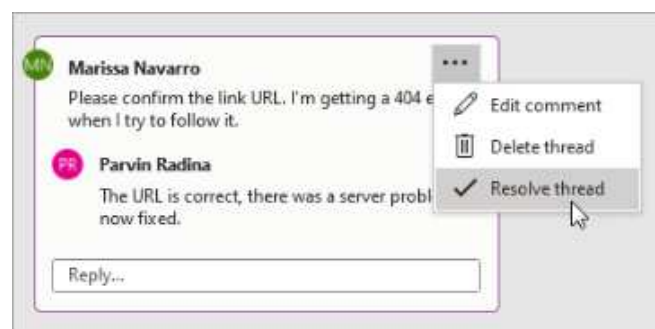 MN
Marissa Navarro
...
Please confirm the link URL. I'm getting a 404 e
when I try to follow it.
Edit comment
Delete thread
PR
Parvin Radina
Resolve thread
The URL is correct, there was a server probl
now fixed.
Reply...